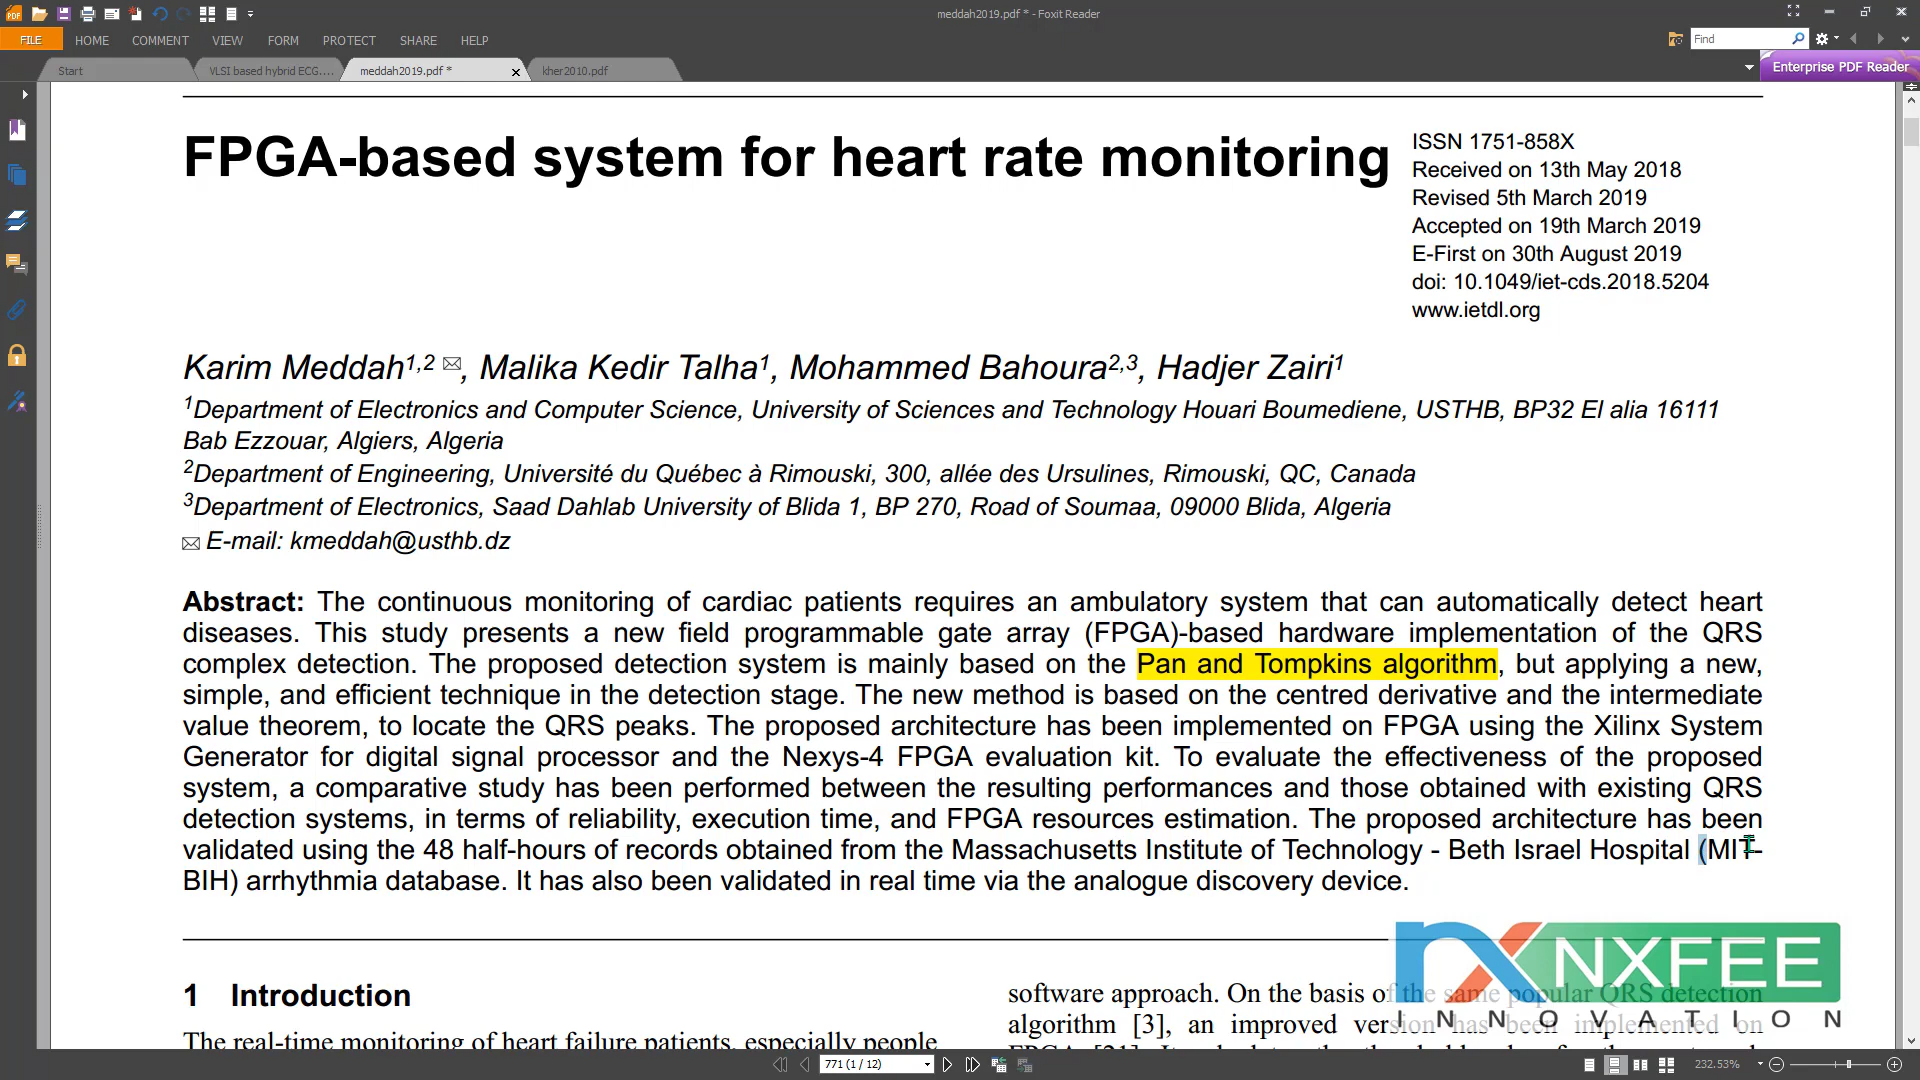 meddah2019.pdf * - Foxit Reader
FILE HOME COMMENT VIEW FORM PROTECT SHARE HELP
Find
Start
VLSI based hybrid ECG....
meddah2019.pdf *
kher2010.pdf
Enterprise PDF Reader
FPGA-based system for heart rate monitoring
ISSN 1751-858X
Received on 13th May 2018
Revised 5th March 2019
Accepted on 19th March 2019
E-First on 30th August 2019
doi: 10.1049/iet-cds.2018.5204
www.ietdl.org
Karim Meddah1,2 ✉, Malika Kedir Talha1, Mohammed Bahoura2,3, Hadjer Zairi1
1Department of Electronics and Computer Science, University of Sciences and Technology Houari Boumediene, USTHB, BP32 El alia 16111
Bab Ezzouar, Algiers, Algeria
2Department of Engineering, Université du Québec à Rimouski, 300, allée des Ursulines, Rimouski, QC, Canada
3Department of Electronics, Saad Dahlab University of Blida 1, BP 270, Road of Soumaa, 09000 Blida, Algeria
✉ E-mail: kmeddah@usthb.dz
Abstract: The continuous monitoring of cardiac patients requires an ambulatory system that can automatically detect heart
diseases. This study presents a new field programmable gate array (FPGA)-based hardware implementation of the QRS
complex detection. The proposed detection system is mainly based on the Pan and Tompkins algorithm, but applying a new,
simple, and efficient technique in the detection stage. The new method is based on the centred derivative and the intermediate
value theorem, to locate the QRS peaks. The proposed architecture has been implemented on FPGA using the Xilinx System
Generator for digital signal processor and the Nexys-4 FPGA evaluation kit. To evaluate the effectiveness of the proposed
system, a comparative study has been performed between the resulting performances and those obtained with existing QRS
detection systems, in terms of reliability, execution time, and FPGA resources estimation. The proposed architecture has been
validated using the 48 half-hours of records obtained from the Massachusetts Institute of Technology - Beth Israel Hospital (MIT-
BIH) arrhythmia database. It has also been validated in real time via the analogue discovery device.
1 Introduction
The real-time monitoring of heart failure patients, especially people
software approach. On the basis of the same popular QRS detection
algorithm [3], an improved version has been implemented on
NXFEE
INNOVATION
771 (1 / 12)
232.53%